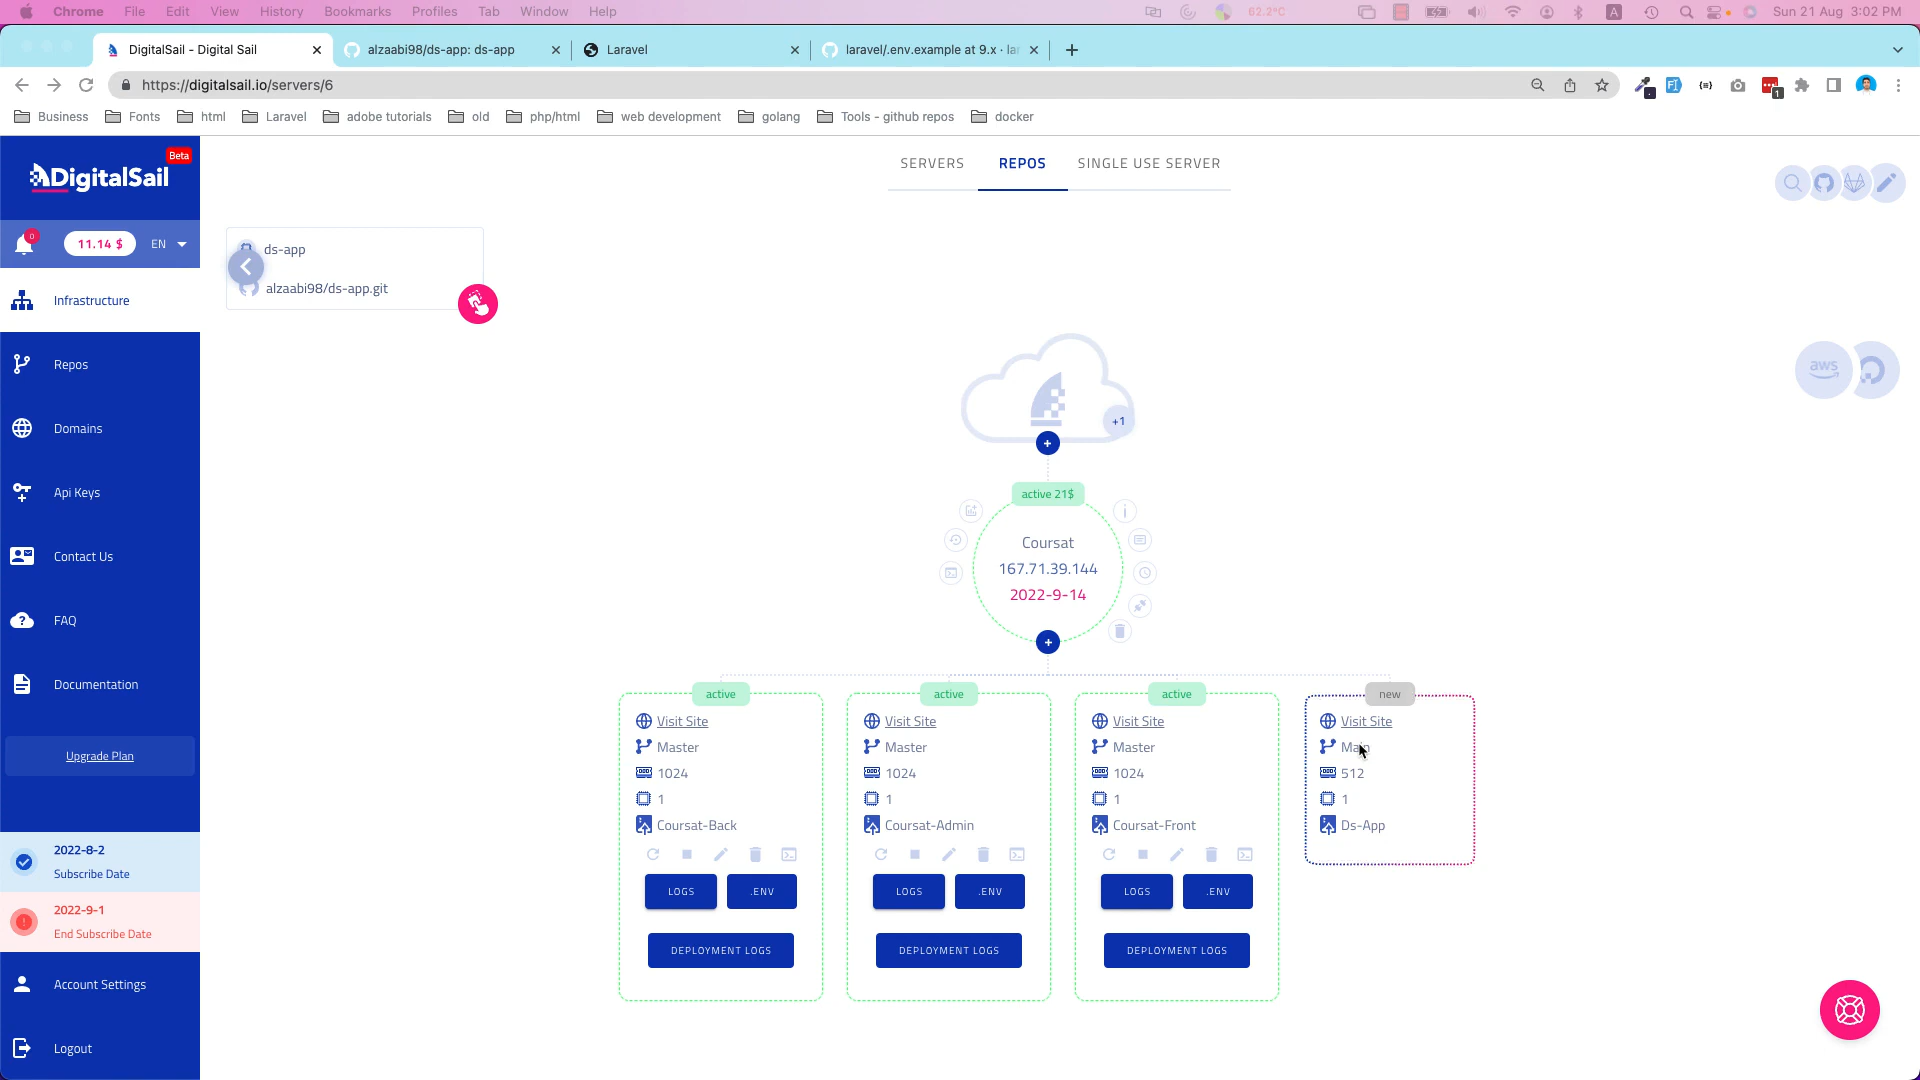 Chrome File Edit View History Bookmarks Profiles Tab Window Help
62.2°C
A
Sun 21 Aug 3:02 PM
DigitalSail - Digital Sail
alzaabi98/ds-app: ds-app
Laravel
laravel/.env.example at 9.x · la
https://digitalsail.io/servers/6
1
Business Fonts html Laravel adobe tutorials old php/html web development golang Tools - github repos docker
Beta
DigitalSail
SERVERS REPOS SINGLE USE SERVER
0
11.14 $
EN
ds-app
alzaabi98/ds-app.git
Infrastructure
Repos
Domains
Api Keys
Contact Us
FAQ
Documentation
Upgrade Plan
2022-8-2
Subscribe Date
2022-9-1
End Subscribe Date
Account Settings
Logout
aws
+1
+
active 21$
Coursat
167.71.39.144
2022-9-14
+
active
Visit Site
Master
1024
1
Coursat-Back
LOGS
.ENV
DEPLOYMENT LOGS
active
Visit Site
Master
1024
1
Coursat-Admin
LOGS
.ENV
DEPLOYMENT LOGS
active
Visit Site
Master
1024
1
Coursat-Front
LOGS
.ENV
DEPLOYMENT LOGS
new
Visit Site
Main
512
1
Ds-App